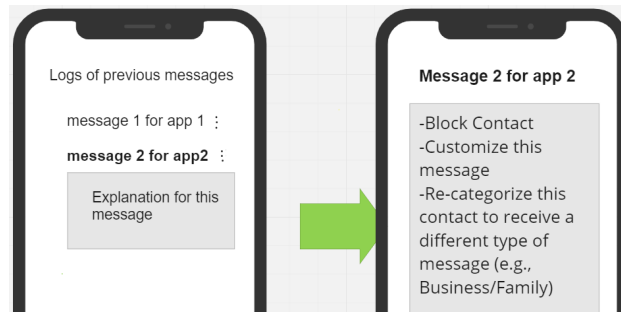 Logs of previous messages
message 1 for app 1 ⋮
message 2 for app2 ⋮
Explanation for this
message
Message 2 for app 2
-Block Contact
-Customize this
message
-Re-categorize this
contact to receive a
different type of
message (e.g.,
Business/Family)